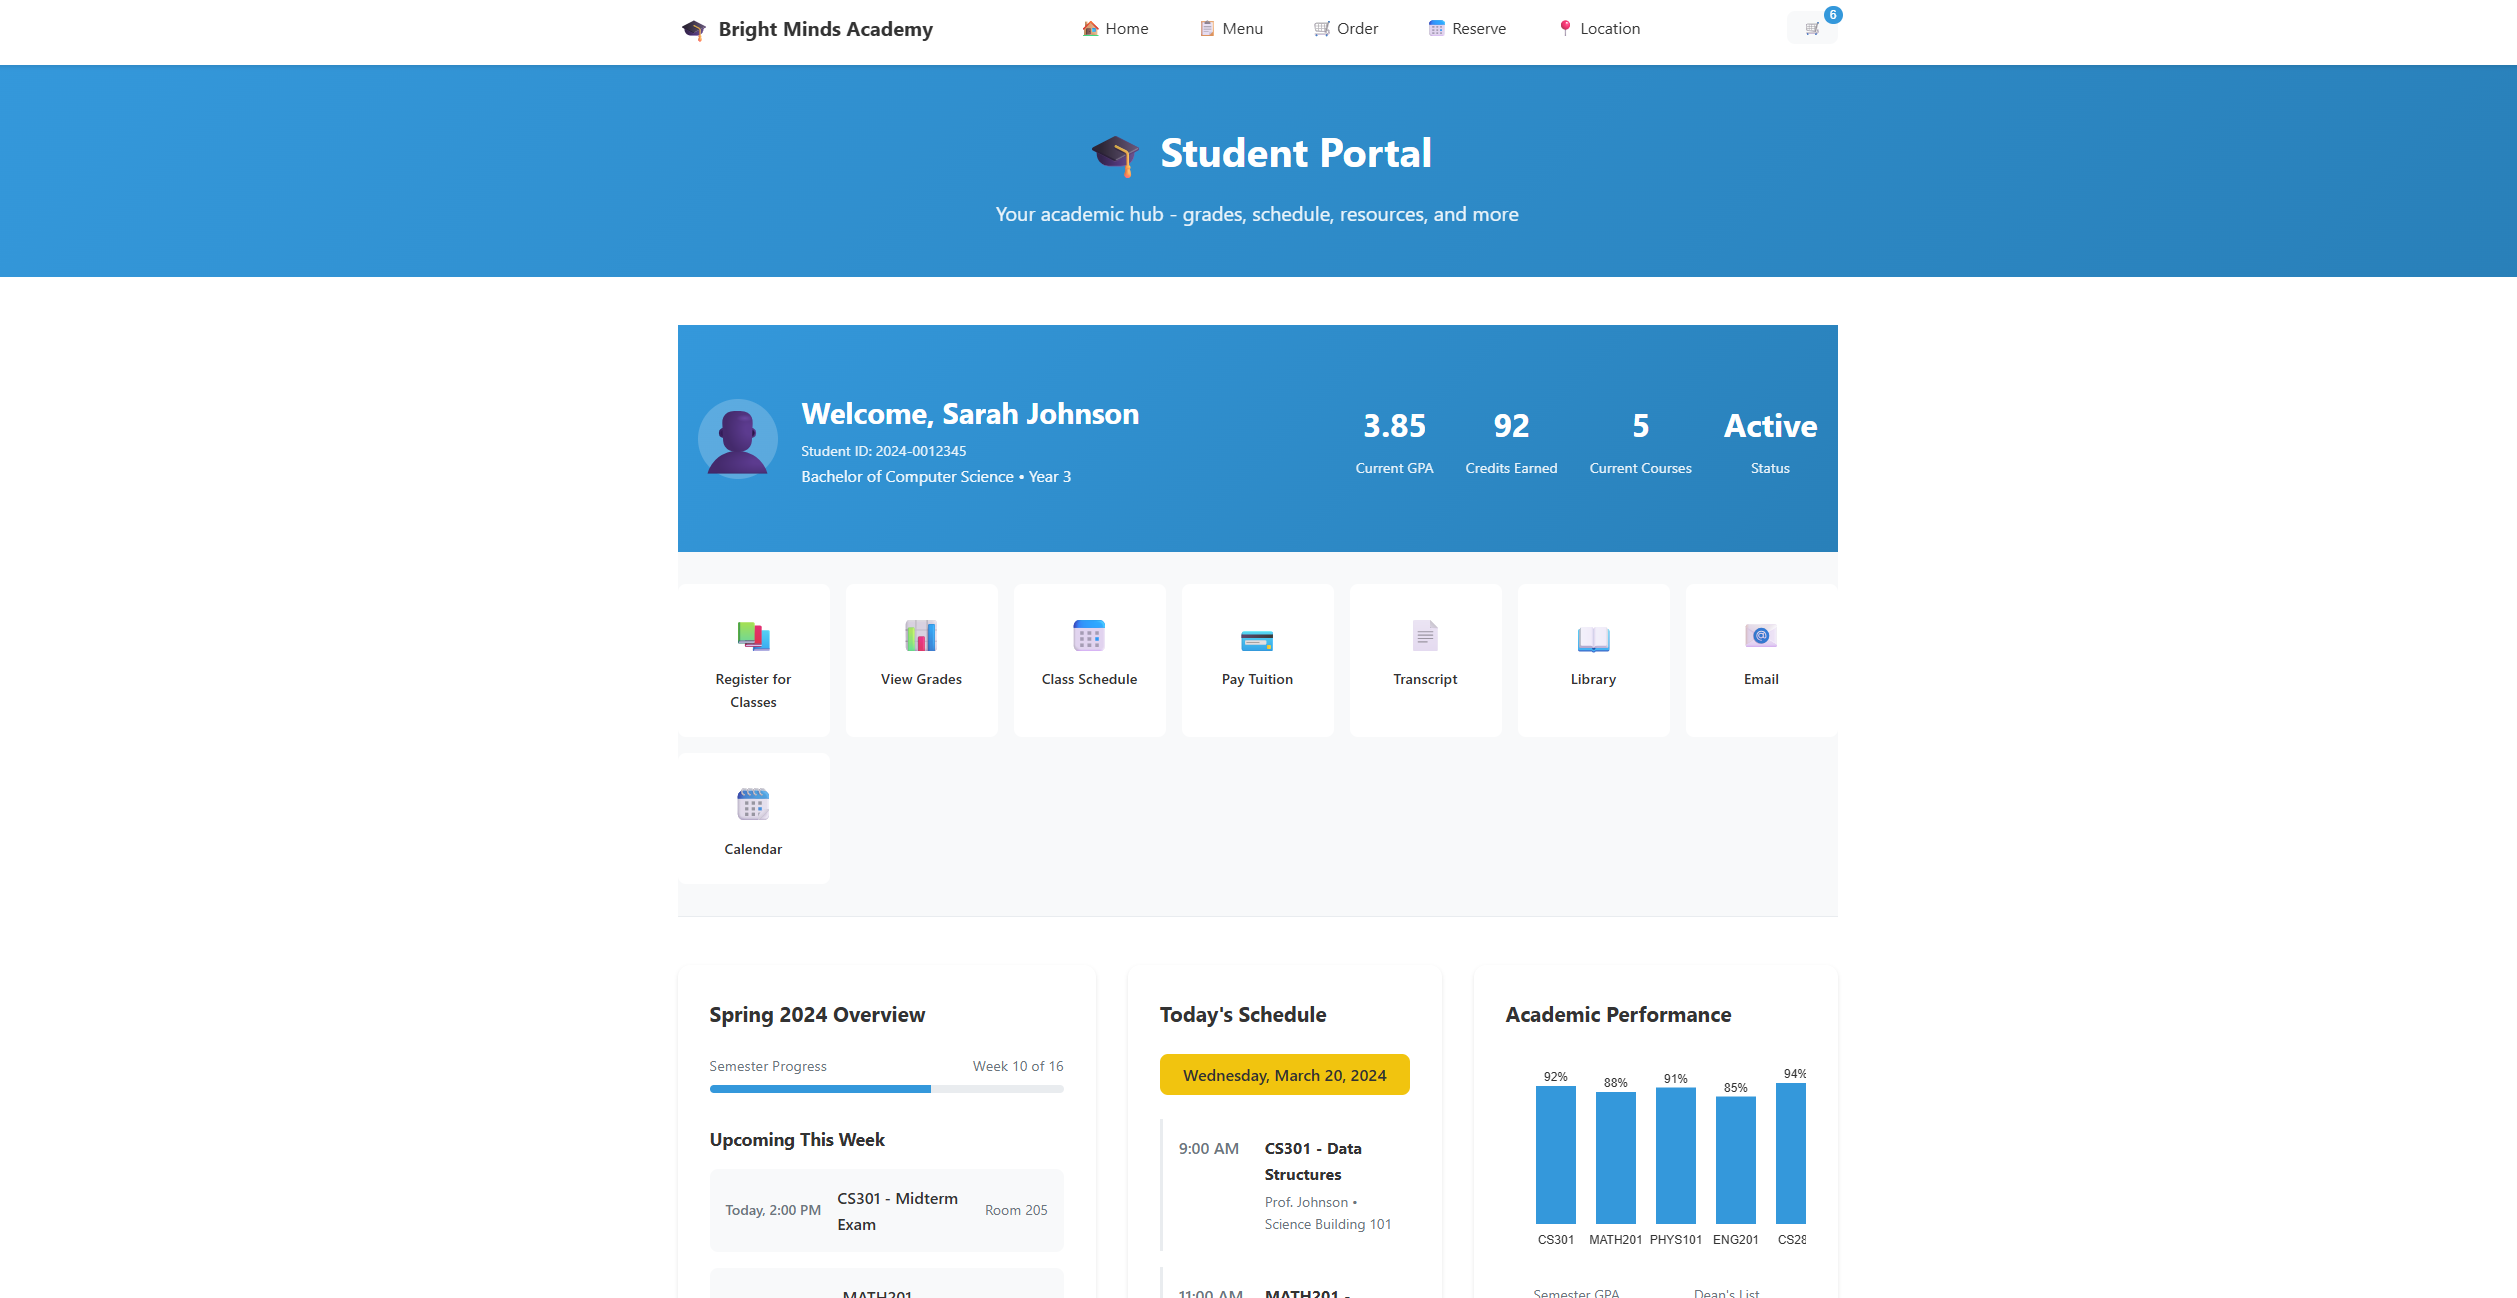 Bright Minds Academy
Home
Menu
Order
Reserve
Location
6
Student Portal
Your academic hub - grades, schedule, resources, and more
Welcome, Sarah Johnson
Student ID: 2024-0012345
Bachelor of Computer Science • Year 3
3.85
Current GPA
92
Credits Earned
5
Current Courses
Active
Status
Register for
Classes
View Grades
Class Schedule
Pay Tuition
Transcript
Library
Email
Calendar
Spring 2024 Overview
Semester Progress
Week 10 of 16
Upcoming This Week
Today, 2:00 PM
CS301 - Midterm
Exam
Room 205
MATH201
Today's Schedule
Wednesday, March 20, 2024
9:00 AM
CS301 - Data
Structures
Prof. Johnson •
Science Building 101
11:00 AM
MATH201 -
Academic Performance
92%
88%
91%
85%
94%
CS301
MATH201
PHYS101
ENG201
CS28
Semester GPA
Dean's List